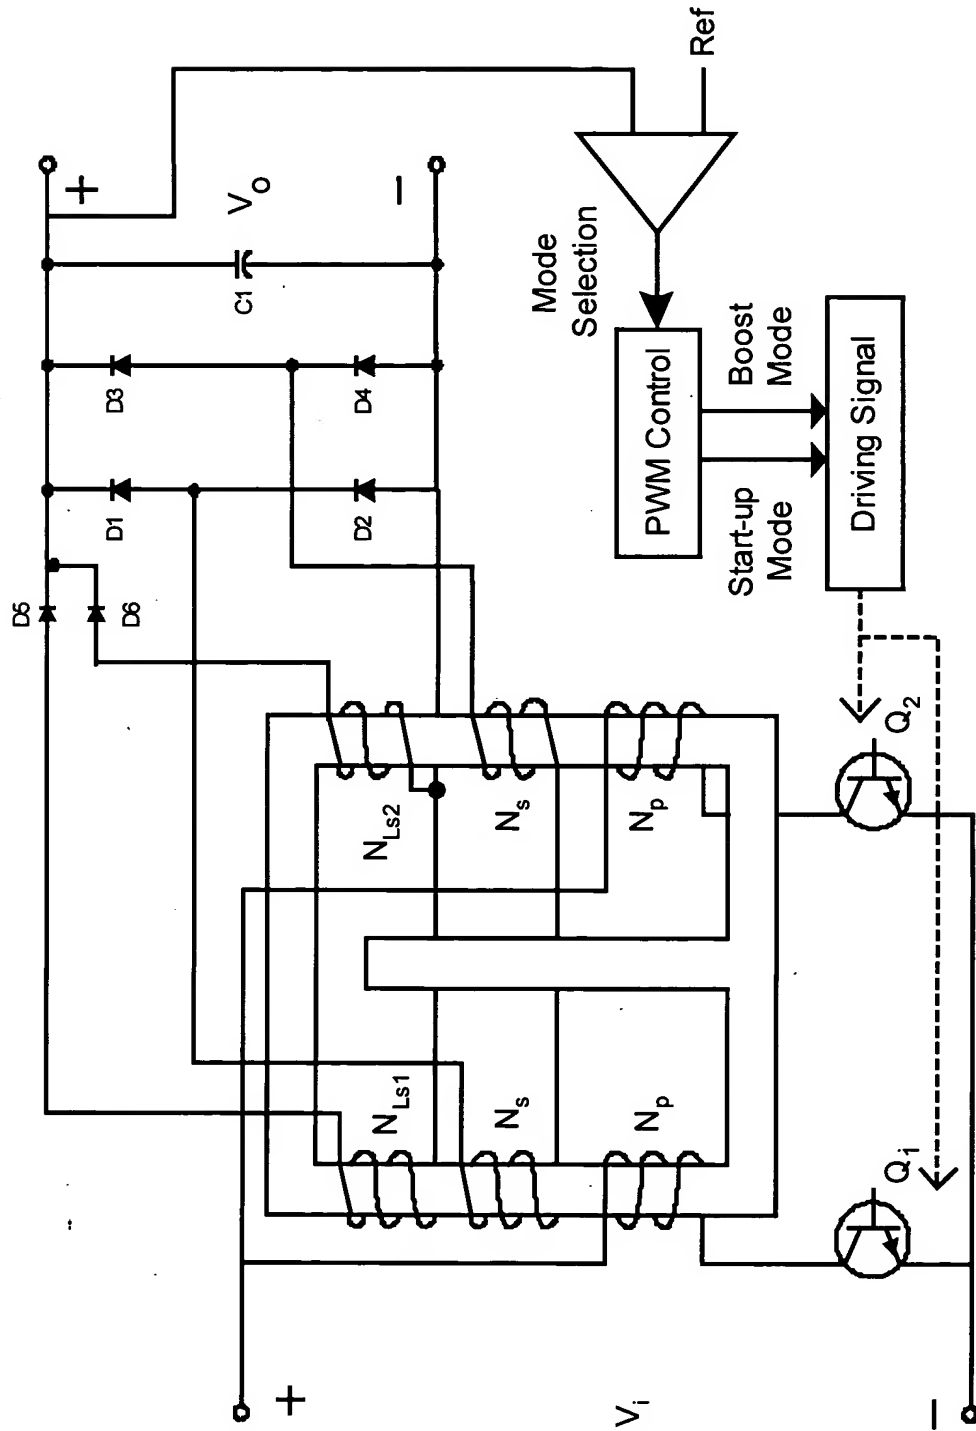 D5
D6
D1
D3
D2
D4
C1
+
Vo
−
Ref
Mode
Selection
PWM Control
Start-up
Mode
Boost
Mode
Driving Signal
NLs1
Ns
Np
NLs2
Ns
Np
Q1
Q2
+
Vi
−